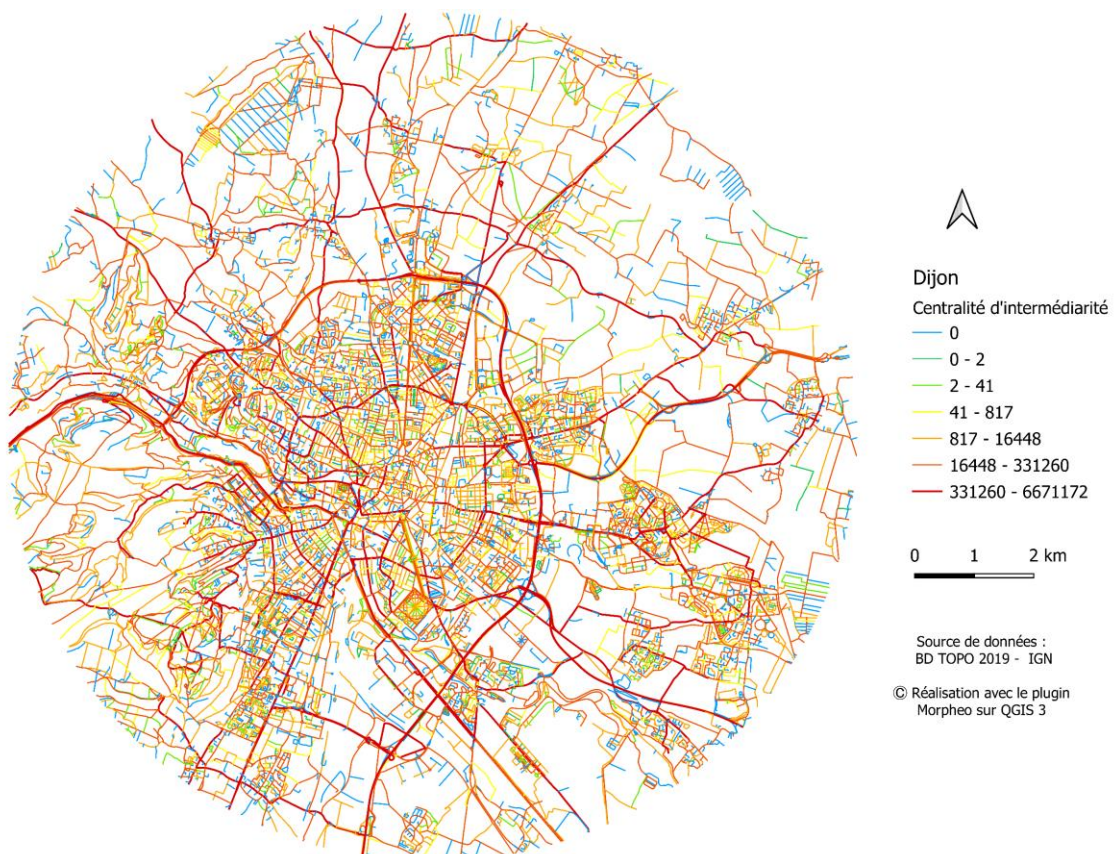 Dijon
Centralité d'intermédiarité
0
0 - 2
2 - 41
41 - 817
817 - 16448
16448 - 331260
331260 - 6671172
0 1 2 km
Source de données :
BD TOPO 2019 - IGN
© Réalisation avec le plugin
Morpheo sur QGIS 3